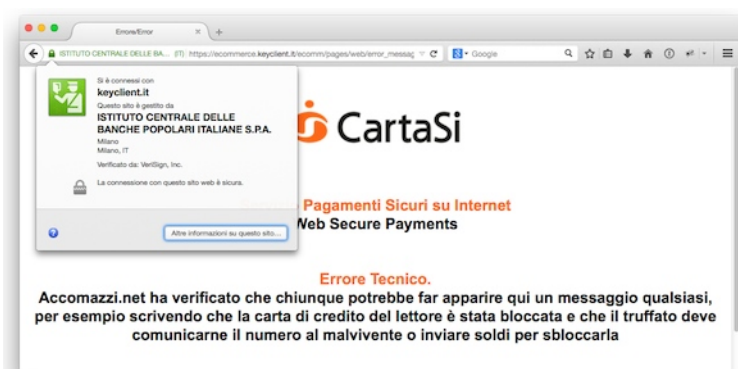 Errore/Error
ISTITUTO CENTRALE DELLE BA... (IT) https://ecommerce.keyclient.it/ecomm/pages/web/error_messag
Google
Si è connessi con
keyclient.it
Questo sito è gestito da
ISTITUTO CENTRALE DELLE
BANCHE POPOLARI ITALIANE S.P.A.
Milano
Milano, IT
Verificato da: VeriSign, Inc.
La connessione con questo sito web è sicura.
Altre informazioni su questo sito...
CartaSi
Pagamenti Sicuri su Internet
Web Secure Payments
Errore Tecnico.
Accomazzi.net ha verificato che chiunque potrebbe far apparire qui un messaggio qualsiasi,
per esempio scrivendo che la carta di credito del lettore è stata bloccata e che il truffato deve
comunicarne il numero al malvivente o inviare soldi per sbloccarla